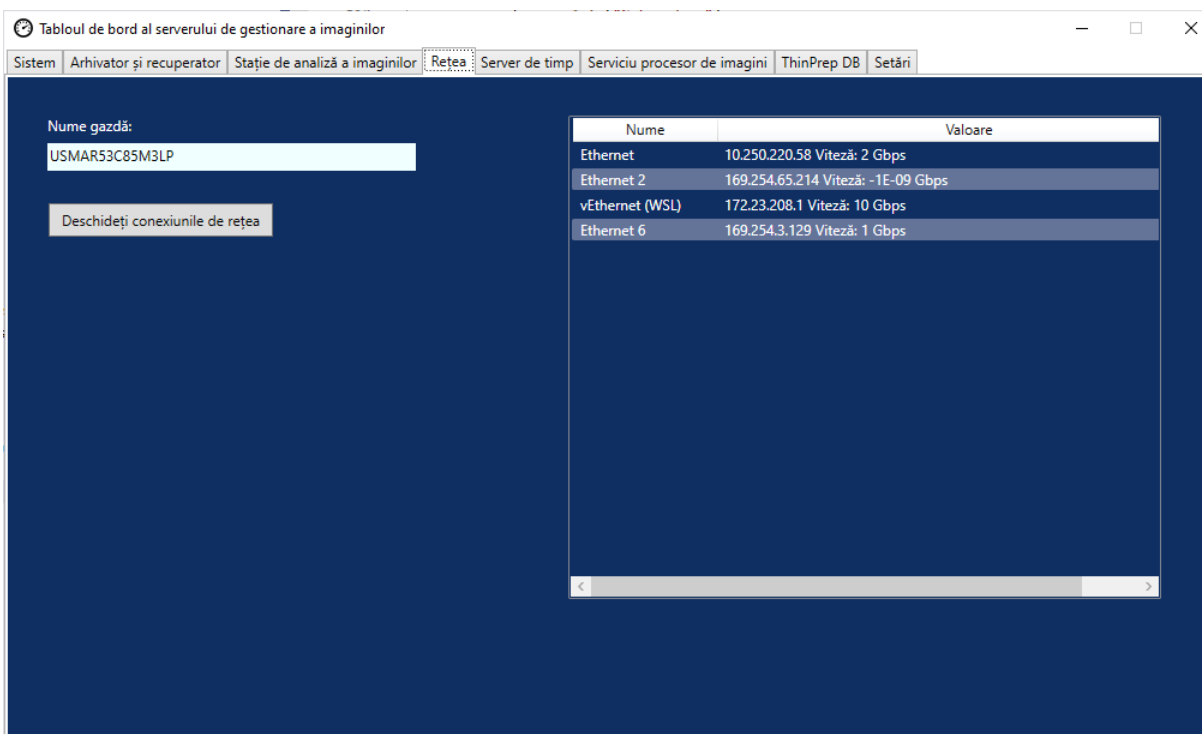 Tabloul de bord al serverului de gestionare a imaginilor
Sistem Arhivator și recuperator Stație de analiză a imaginilor Rețea Server de timp Serviciu procesor de imagini ThinPrep DB Setări
Nume gazdă:
USMAR53C85M3LP
Deschideți conexiunile de rețea
Nume Valoare
Ethernet 10.250.220.58 Viteză: 2 Gbps
Ethernet 2 169.254.65.214 Viteză: -1E-09 Gbps
vEthernet (WSL) 172.23.208.1 Viteză: 10 Gbps
Ethernet 6 169.254.3.129 Viteză: 1 Gbps